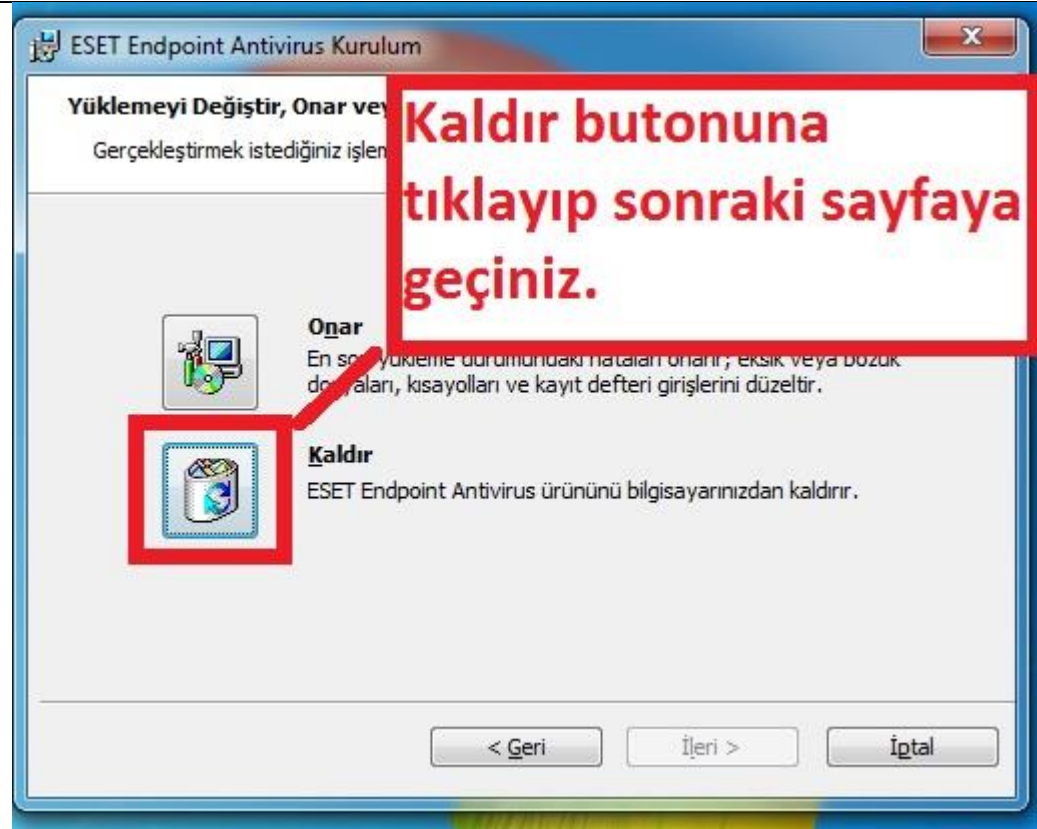 ESET Endpoint Antivirus Kurulum
Yüklemeyi Değiştir, Onar
Gerçekleştirmek istediğiniz
Kaldır butonuna
tıklayıp sonraki sayfaya
geçiniz.
Onar
En son yükleme durumundaki hataları onarır; eksik veya bozuk
dosyaları, kısayolları ve kayıt defteri girişlerini düzeltir.
Kaldır
ESET Endpoint Antivirus ürününü bilgisayarınızdan kaldırır.
< Geri
İleri >
İptal